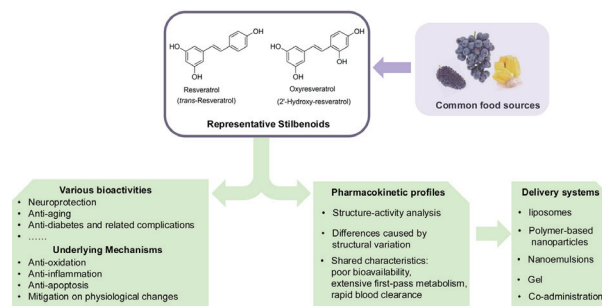 OH
HO
OH
Resveratrol
(trans-Resveratrol)
OH
HO
OH
OH
Oxyresveratrol
(2'-Hydroxy-resveratrol)
Representative Stilbenoids
Common food sources
Various bioactivities
• Neuroprotection
• Anti-aging
• Anti-diabetes and related complications
• ......
Underlying Mechanisms
• Anti-oxidation
• Anti-inflammation
• Anti-apoptosis
• Mitigation on physiological changes
Pharmacokinetic profiles
• Structure-activity analysis
• Differences caused by
structural variation
• Shared characteristics:
poor bioavailability,
extensive first-pass metabolism,
rapid blood clearance
Delivery systems
• liposomes
• Polymer-based
nanoparticles
• Nanoemulsions
• Gel
• Co-administration